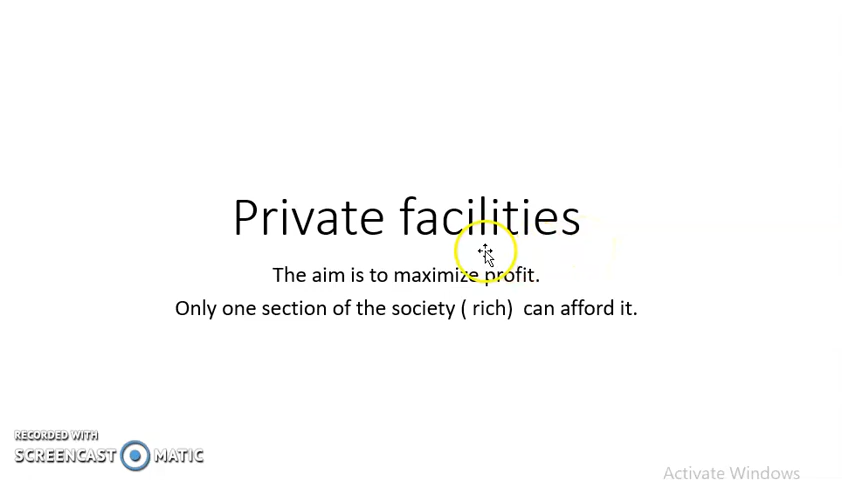 Private facilities
The aim is to maximize profit.
Only one section of the society ( rich)  can afford it.
RECORDED WITH
SCREENCAST MATIC
Activate Windows